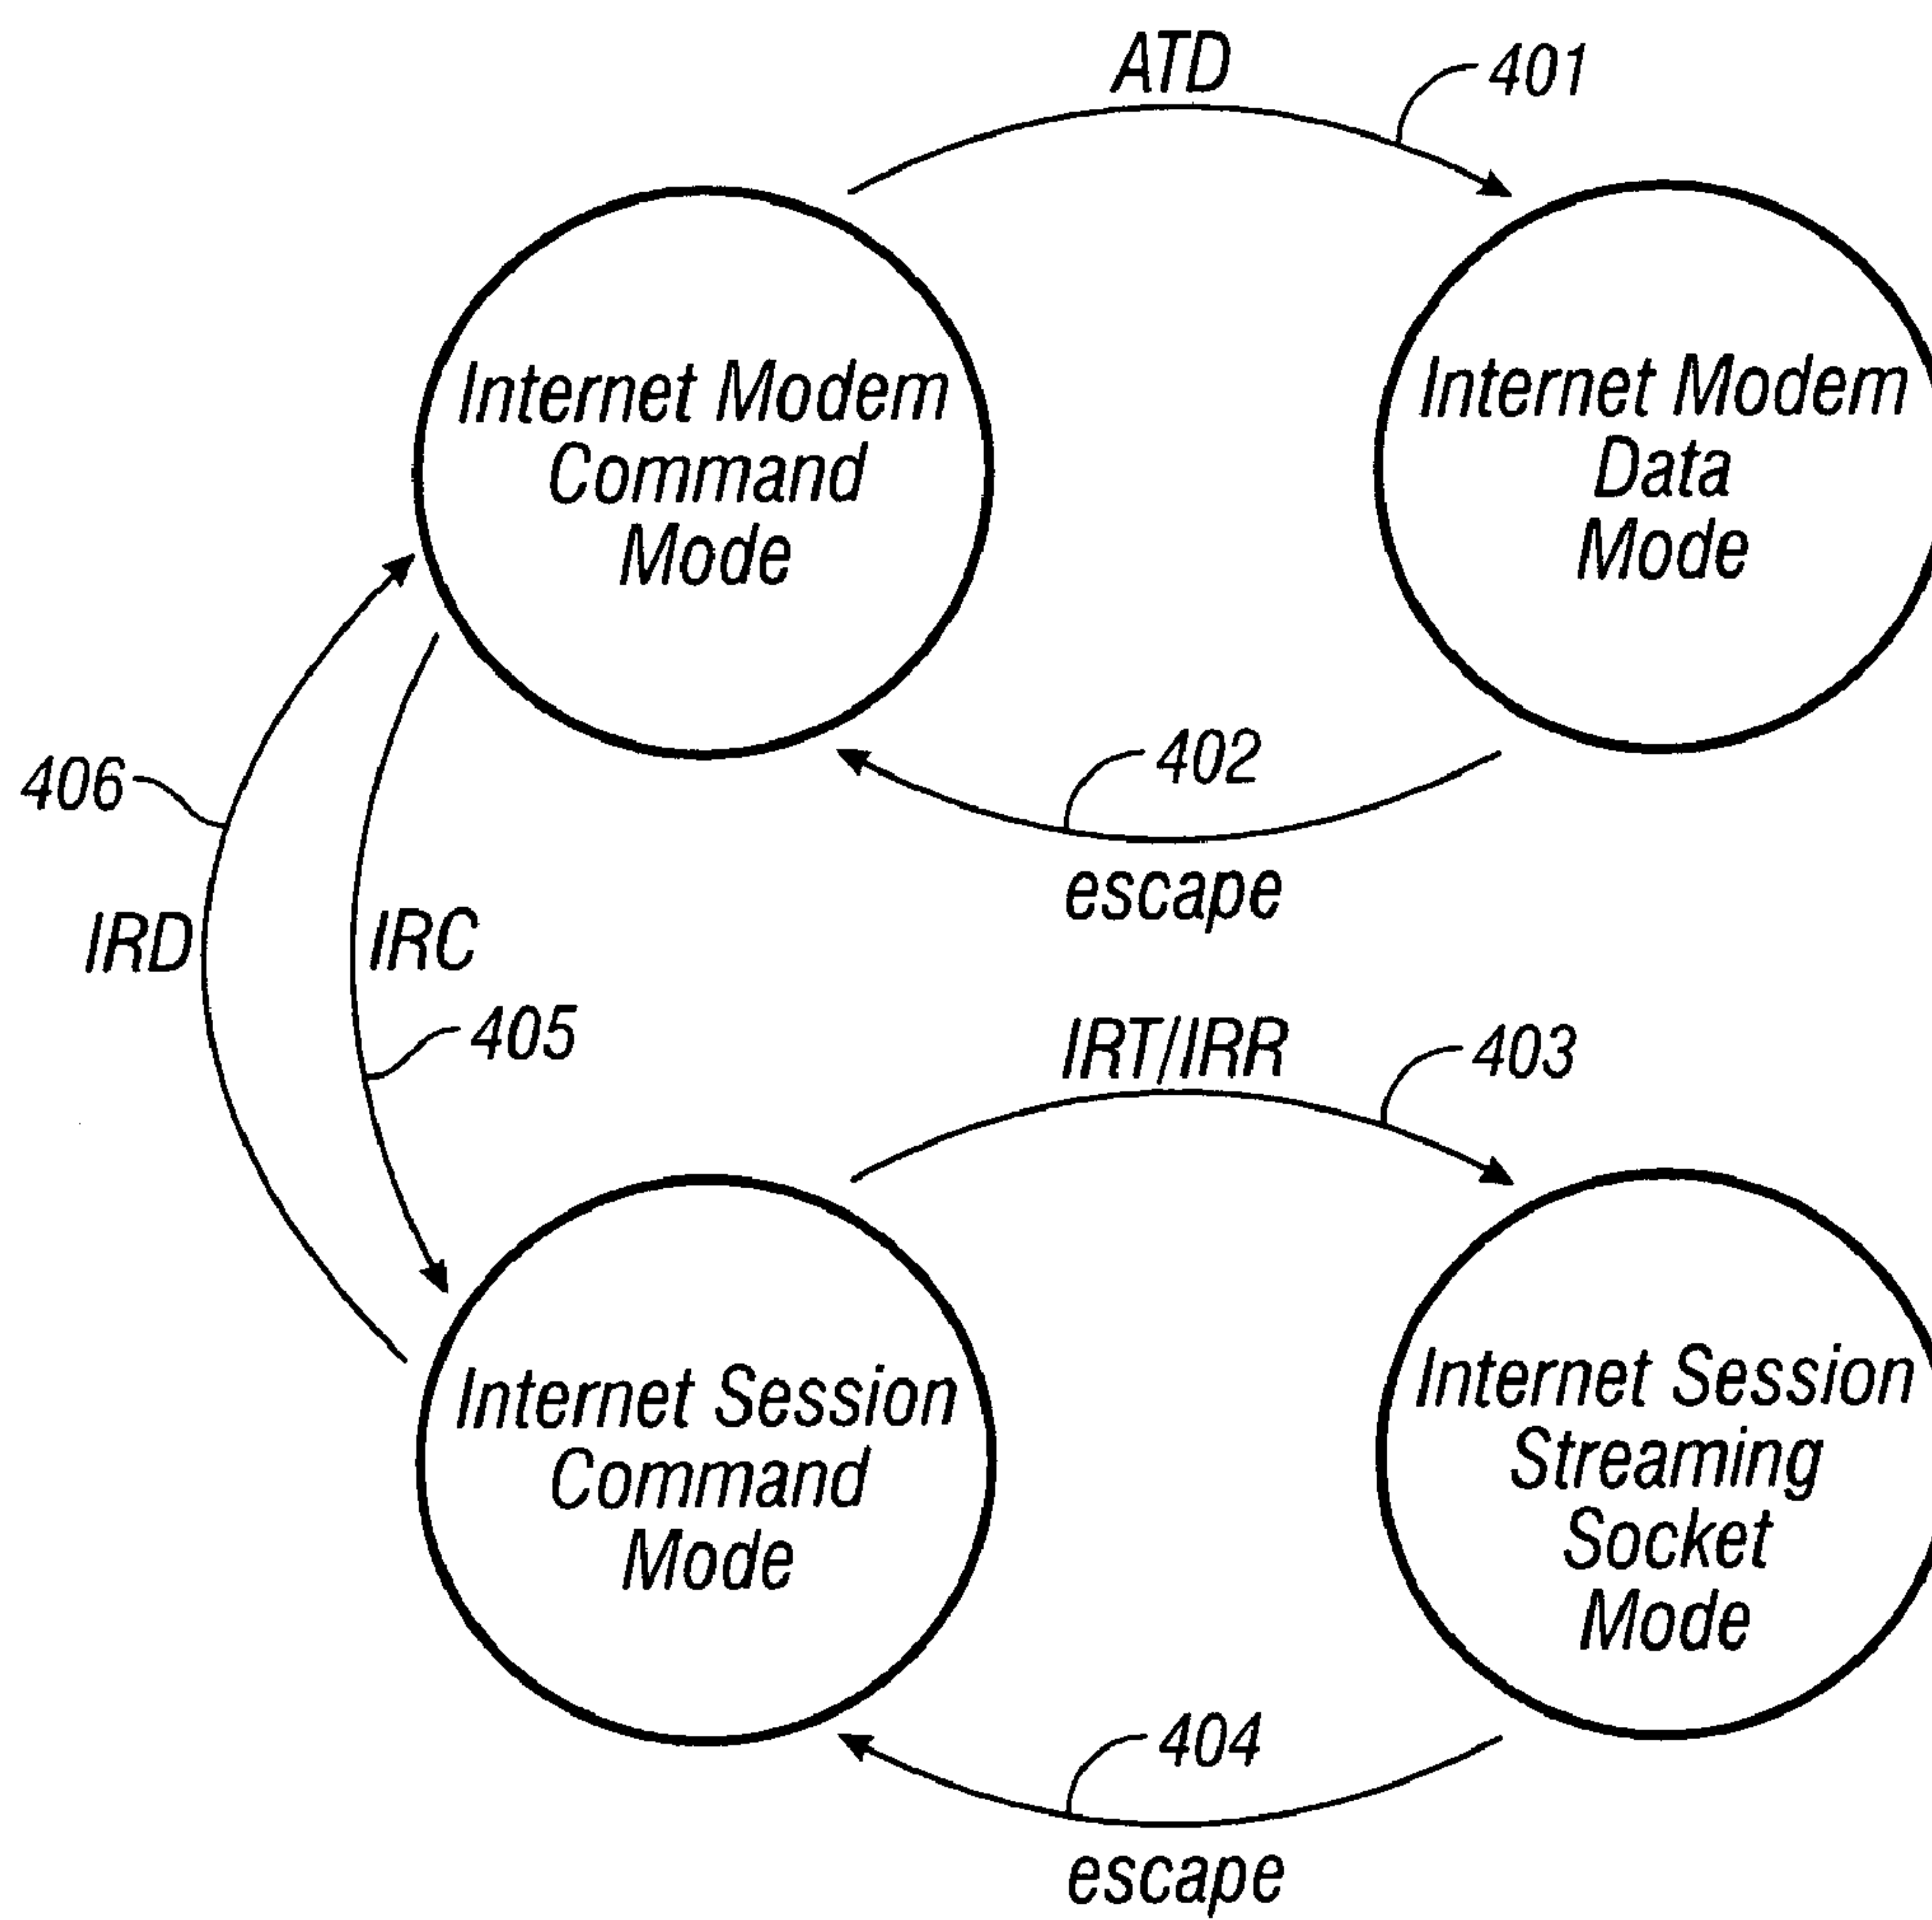 ATD
401
Internet Modem
Command
Mode
Internet Modem
Data
Mode
402
escape
406
IRD
IRC
405
IRT/IRR
403
Internet Session
Command
Mode
Internet Session
Streaming
Socket
Mode
404
escape